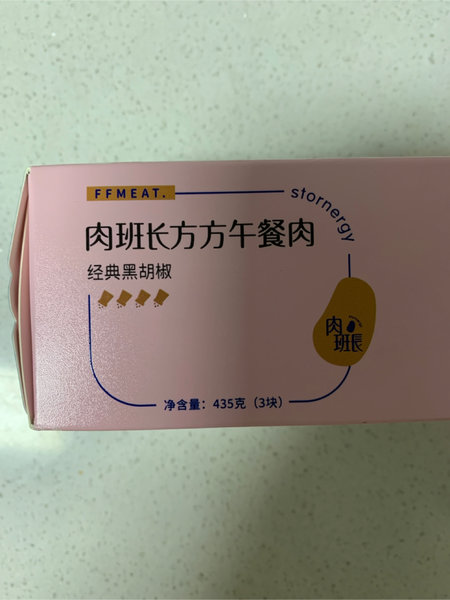 FFMEAT.
stornergy
肉班长方方午餐肉
经典黑胡椒
肉
班長
净含量：435克（3块）